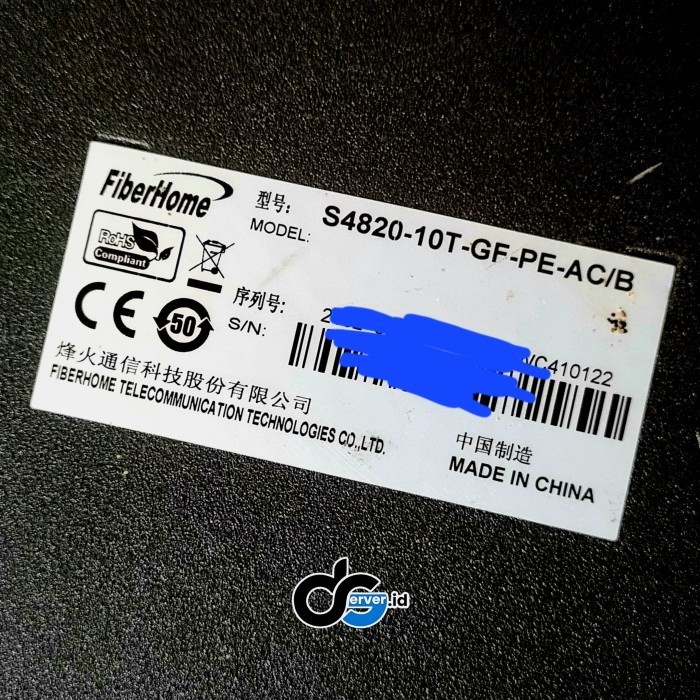 FiberHome
型号:
MODEL: S4820-10T-GF-PE-AC/B
RoHS
Compliant
CE
50
序列号:
S/N:
C410122
烽火通信科技股份有限公司
FIBERHOME TELECOMMUNICATION TECHNOLOGIES CO.,LTD.
中国制造
MADE IN CHINA
dserver.id